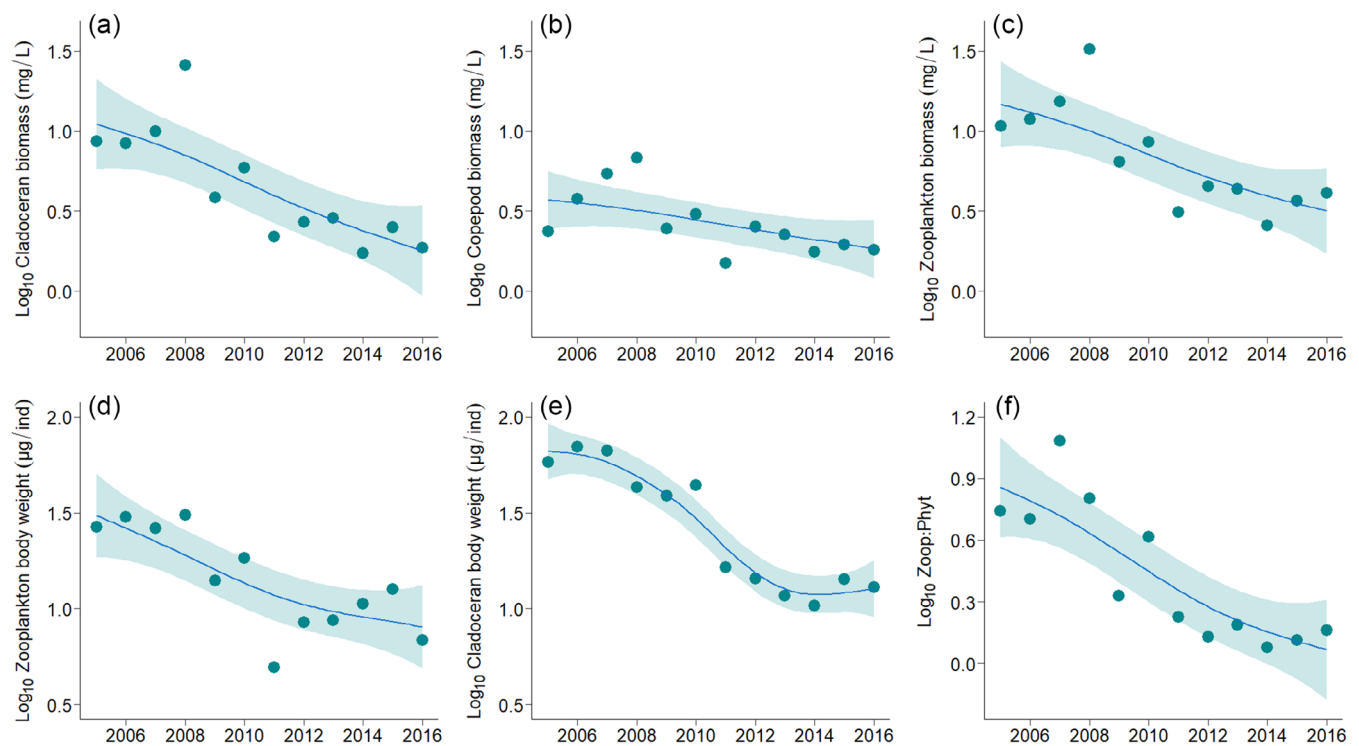 (a)
Log10 Cladoceran biomass (mg/L)
1.5
1.0
0.5
0.0
2006 2008 2010 2012 2014 2016
(b)
Log10 Copepod biomass (mg/L)
1.5
1.0
0.5
0.0
2006 2008 2010 2012 2014 2016
(c)
Log10 Zooplankton biomass (mg/L)
1.5
1.0
0.5
0.0
2006 2008 2010 2012 2014 2016
(d)
Log10 Zooplankton body weight (µg/ind)
2.0
1.5
1.0
0.5
2006 2008 2010 2012 2014 2016
(e)
Log10 Cladoceran body weight (µg/ind)
2.0
1.5
1.0
0.5
2006 2008 2010 2012 2014 2016
(f)
Log10 Zoop:Phyt
1.2
0.9
0.6
0.3
0.0
2006 2008 2010 2012 2014 2016